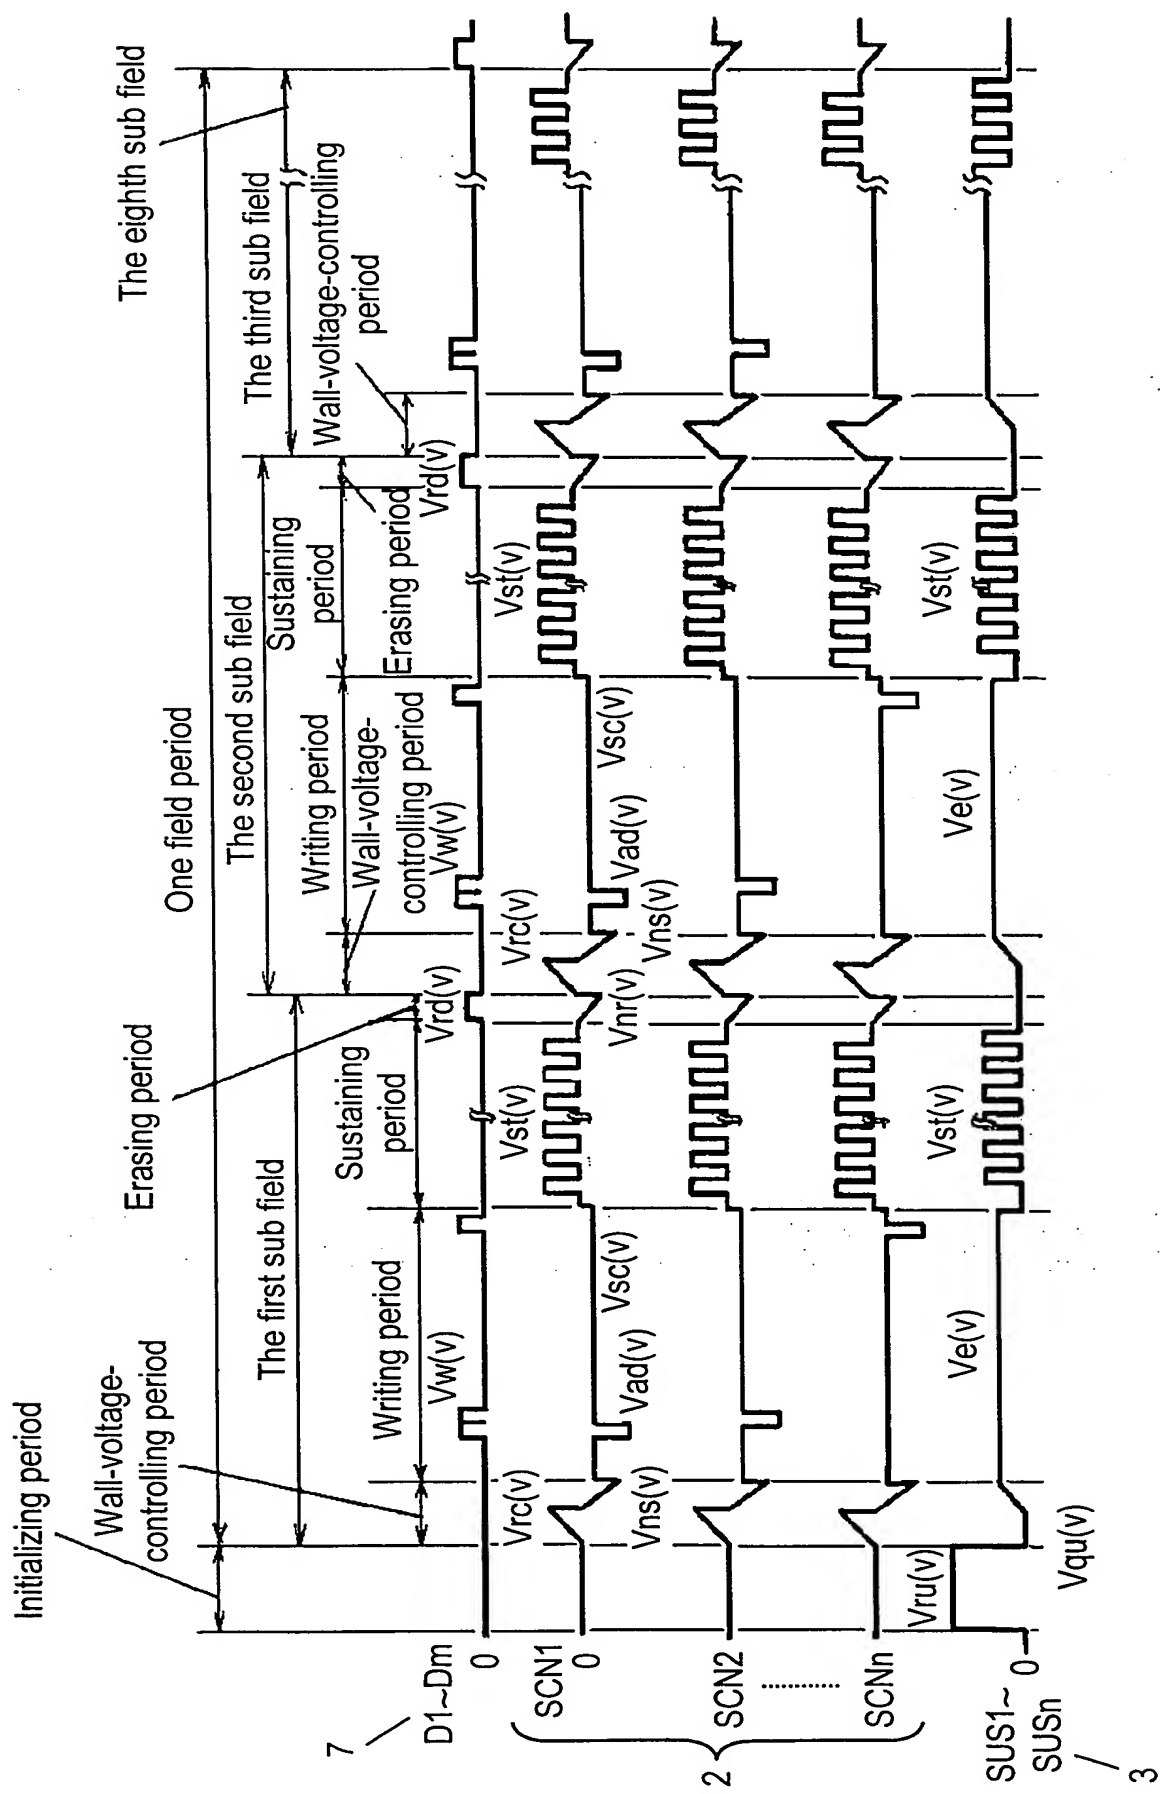 Initializing period
Wall-voltage-
controlling period
Erasing period
One field period
The eighth sub field
The first sub field
The second sub field
The third sub field
Writing period
Sustaining
period
Writing period
Wall-voltage-
controlling period
Sustaining
period
Erasing period
Wall-voltage-controlling
period
7
D1~Dm
0
Vw(v)
Vrd(v)
Vw(v)
Vrd(v)
SCN1
0
Vrc(v)
Vns(v)
Vad(v)
Vsc(v)
Vst(v)
Vnr(v)
Vrc(v)
Vns(v)
Vad(v)
Vsc(v)
Vst(v)
2
SCN2
SCNn
SUS1~
SUSn
0
3
Vru(v)
Vqu(v)
Ve(v)
Vst(v)
Ve(v)
Vst(v)